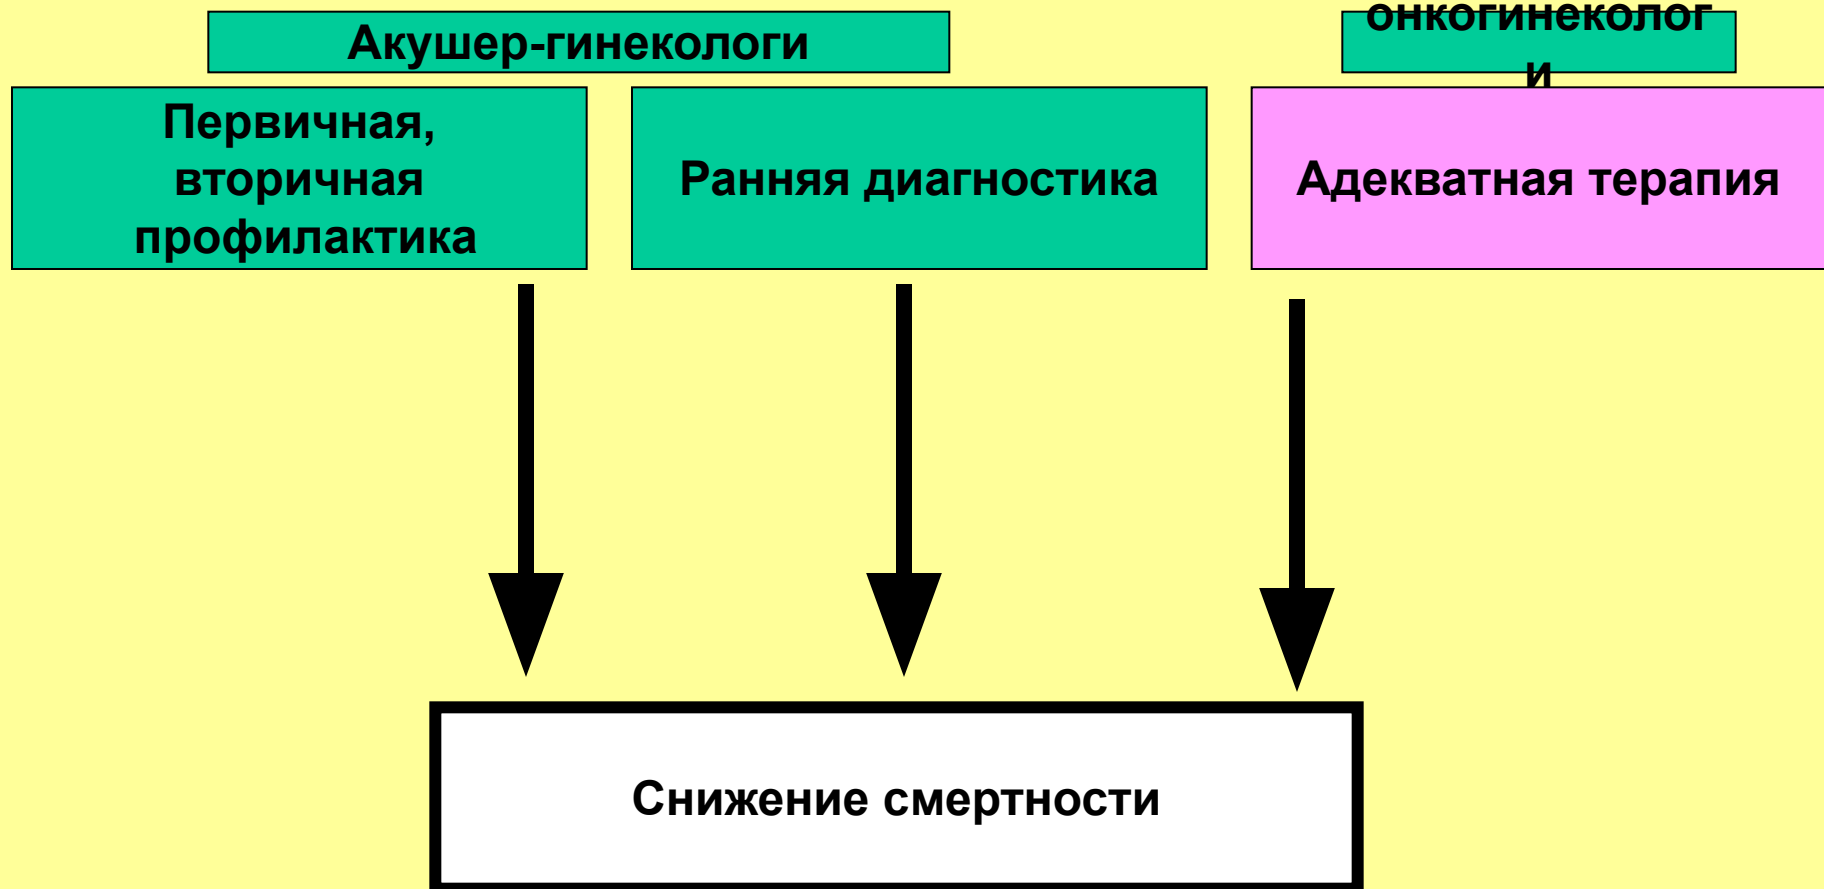 Акушер-гинекологи
онкогинеколог
и
Первичная,
вторичная
профилактика
Ранняя диагностика
Адекватная терапия
Снижение смертности